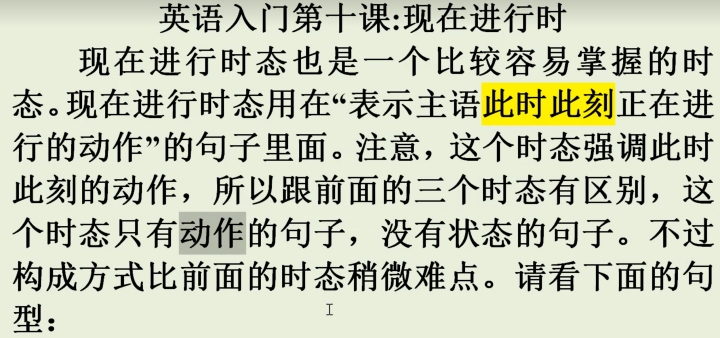 英语入门第十课:现在进行时
现在进行时态也是一个比较容易掌握的时
态。现在进行时态用在“表示主语此时此刻正在进
行的动作”的句子里面。注意，这个时态强调此时
此刻的动作，所以跟前面的三个时态有区别，这
个时态只有动作的句子，没有状态的句子。不过
构成方式比前面的时态稍微难点。请看下面的句
型：